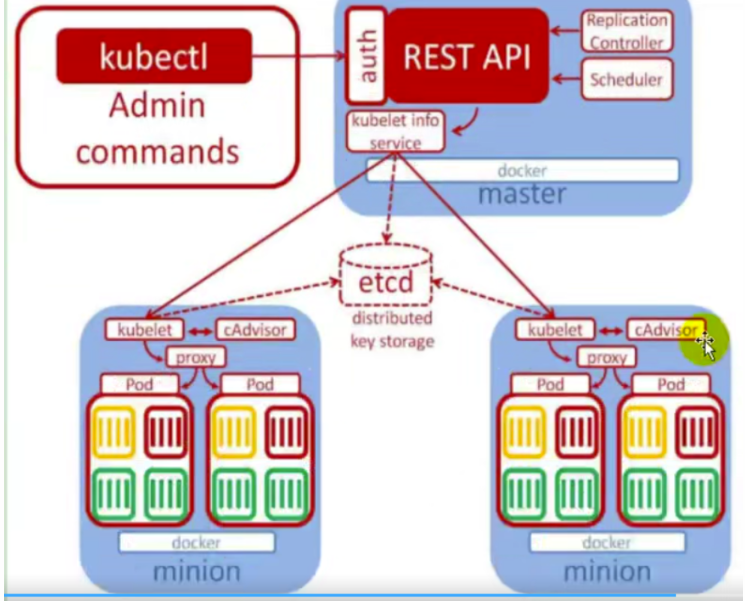 kubectl
Admin
commands
auth
REST API
Replication
Controller
Scheduler
kubelet info
service
docker
master
etcd
distributed
key storage
kubelet
cAdvisor
proxy
Pod
Pod
docker
minion
kubelet
cAdvisor
proxy
Pod
Pod
docker
minion